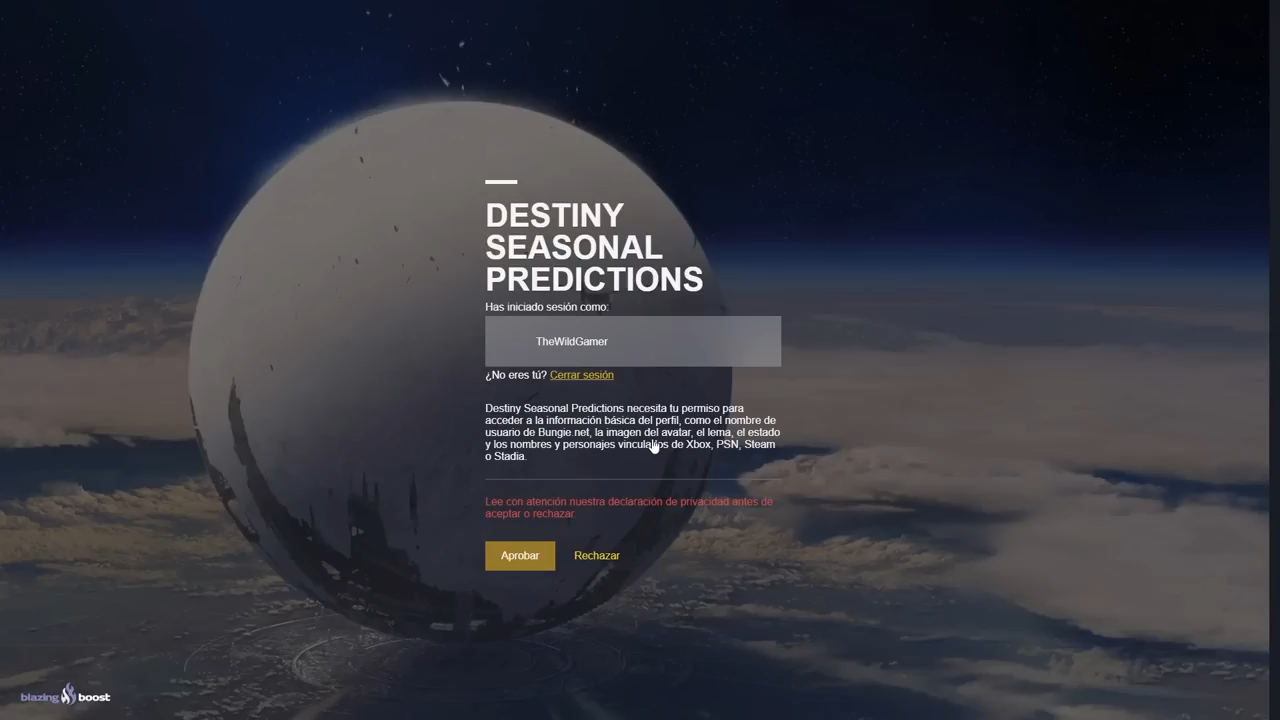 DESTINY
SEASONAL
PREDICTIONS
Has iniciado sesión como:
TheWildGamer
¿No eres tú? Cerrar sesión
Destiny Seasonal Predictions necesita tu permiso para
acceder a la información básica del perfil, como el nombre de
usuario de Bungie.net, la imagen del avatar, el lema, el estado
y los nombres y personajes vinculados de Xbox, PSN, Steam
o Stadia.
Lee con atención nuestra declaración de privacidad antes de
aceptar o rechazar.
Aprobar Rechazar
blazing boost